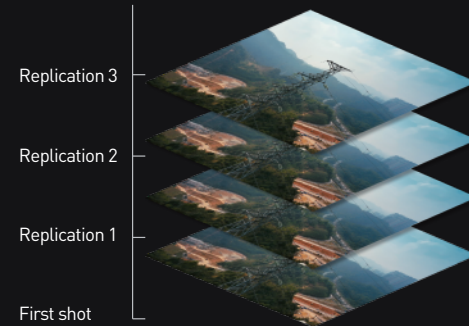 Replication 3
Replication 2
Replication 1
First shot